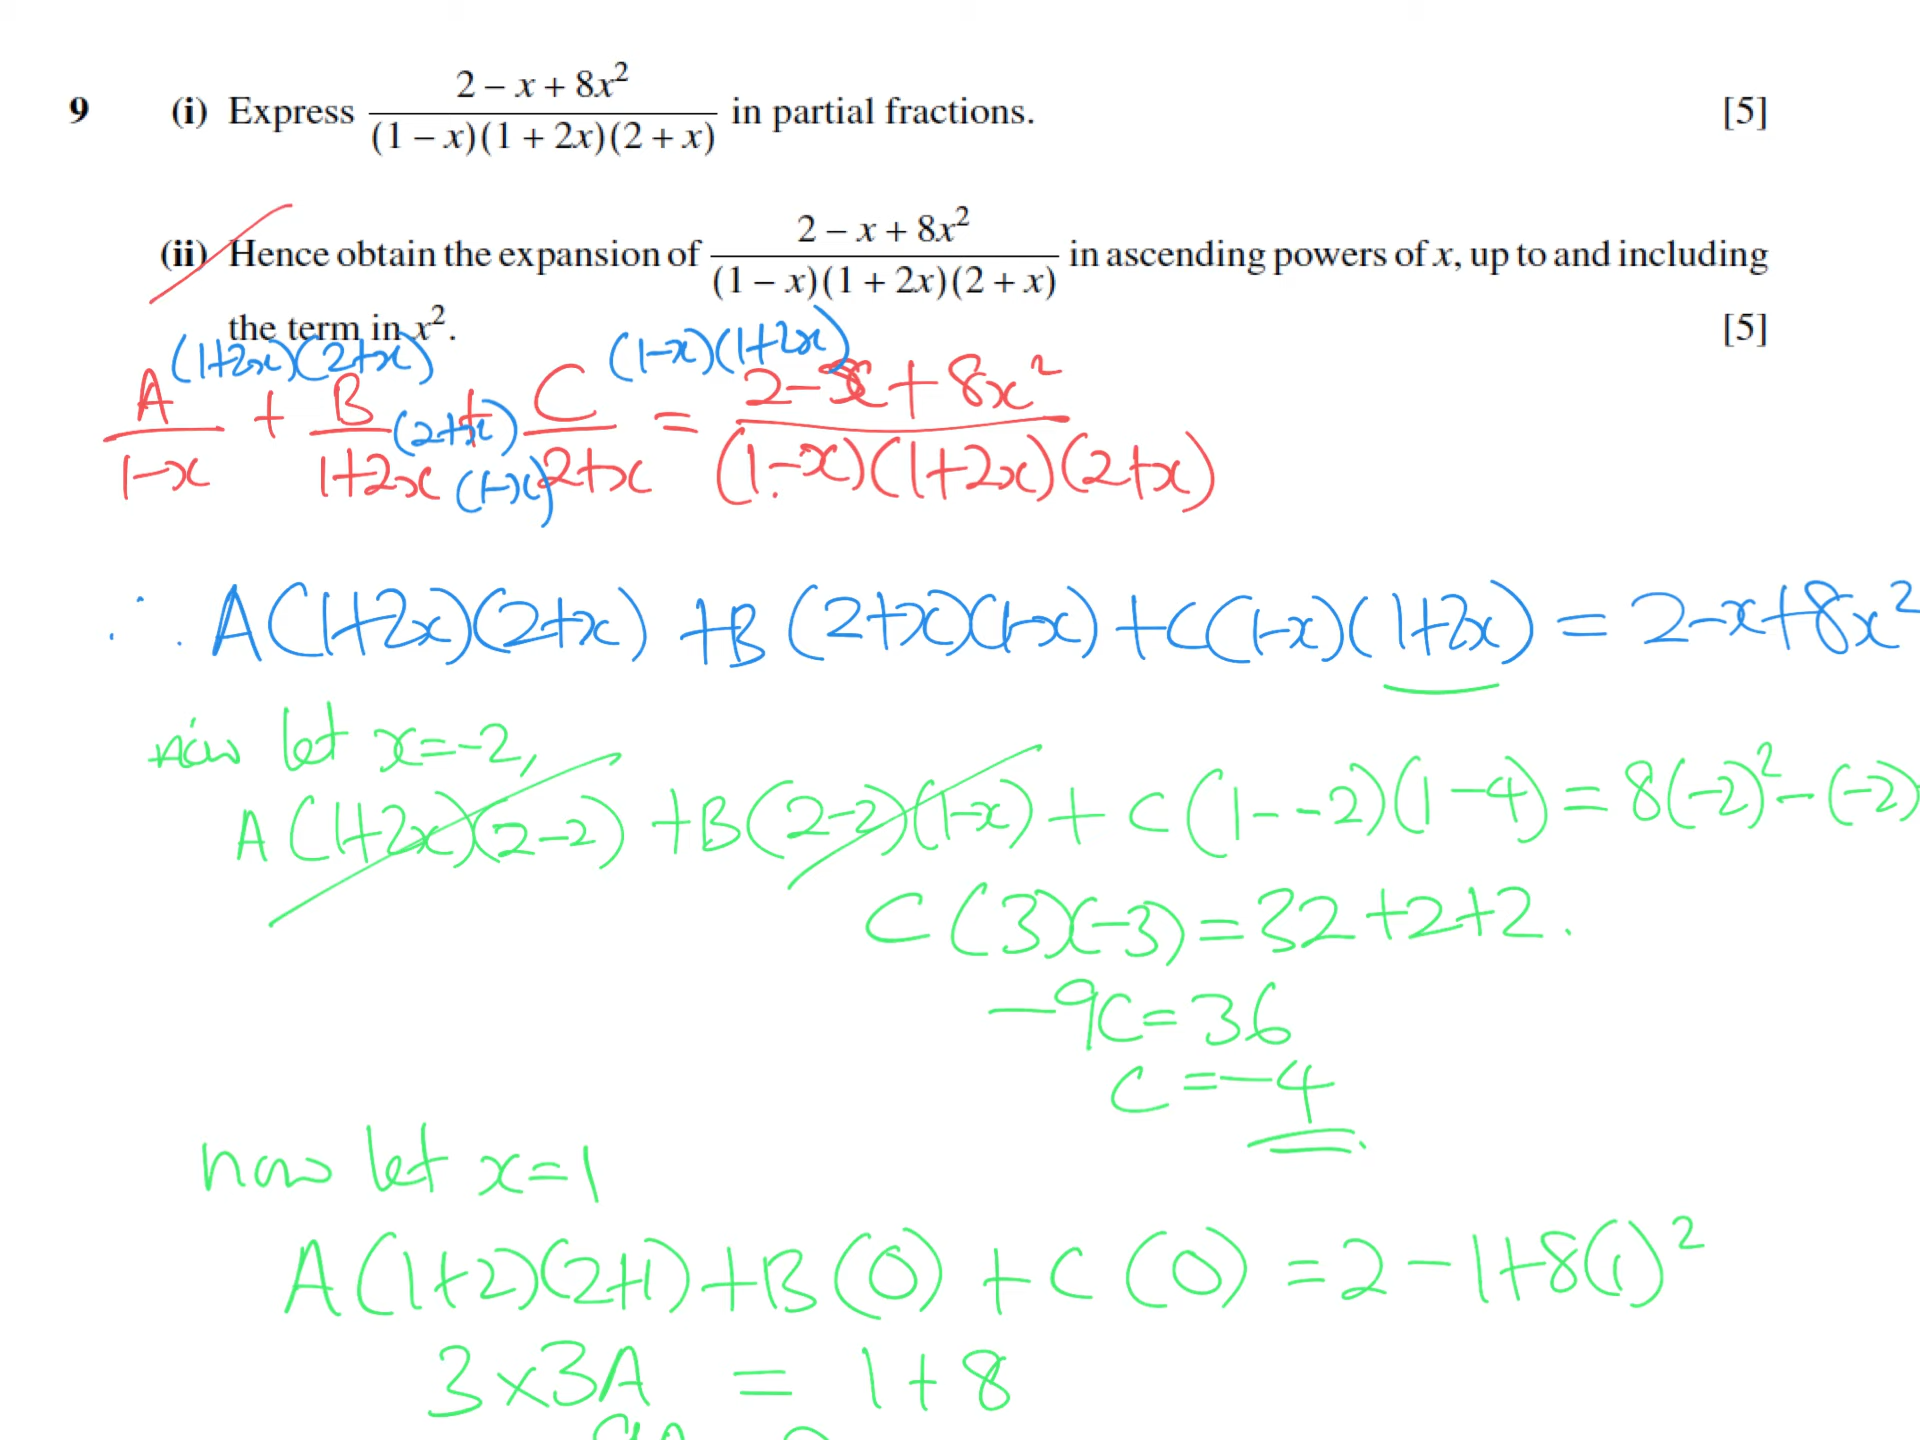 9 (i) Express (2 − x + 8x²)/((1 − x)(1 + 2x)(2 + x)) in partial fractions. [5]
(ii) Hence obtain the expansion of (2 − x + 8x²)/((1 − x)(1 + 2x)(2 + x)) in ascending powers of x, up to and including
the term in x². [5]
(1+2x)(2+x) (2+x)(1-x) (1-x)(1+2x)
A/(1-x) + B/(1+2x) + C/(2+x) = (2-x+8x²)/((1-x)(1+2x)(2+x))
∴ A(1+2x)(2+x) +B(2+x)(1-x) +C(1-x)(1+2x) = 2-x+8x²
now let x=-2,
A(1+2x)(2-2) +B(2-2)(1-x) + C(1--2)(1-4) = 8(-2)²-(-2)
C(3)(-3) = 32+2+2.
-9C = 36
C = -4
now let x=1
A(1+2)(2+1) +B(0) +C(0) = 2-1+8(1)²
3×3A = 1+8